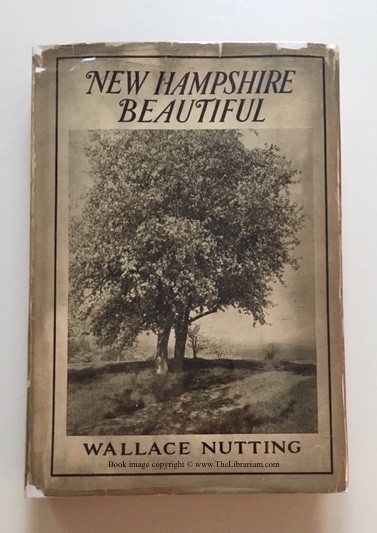 NEW HAMPSHIRE
BEAUTIFUL
WALLACE NUTTING
Book image copyright © www.TheLibrarium.com